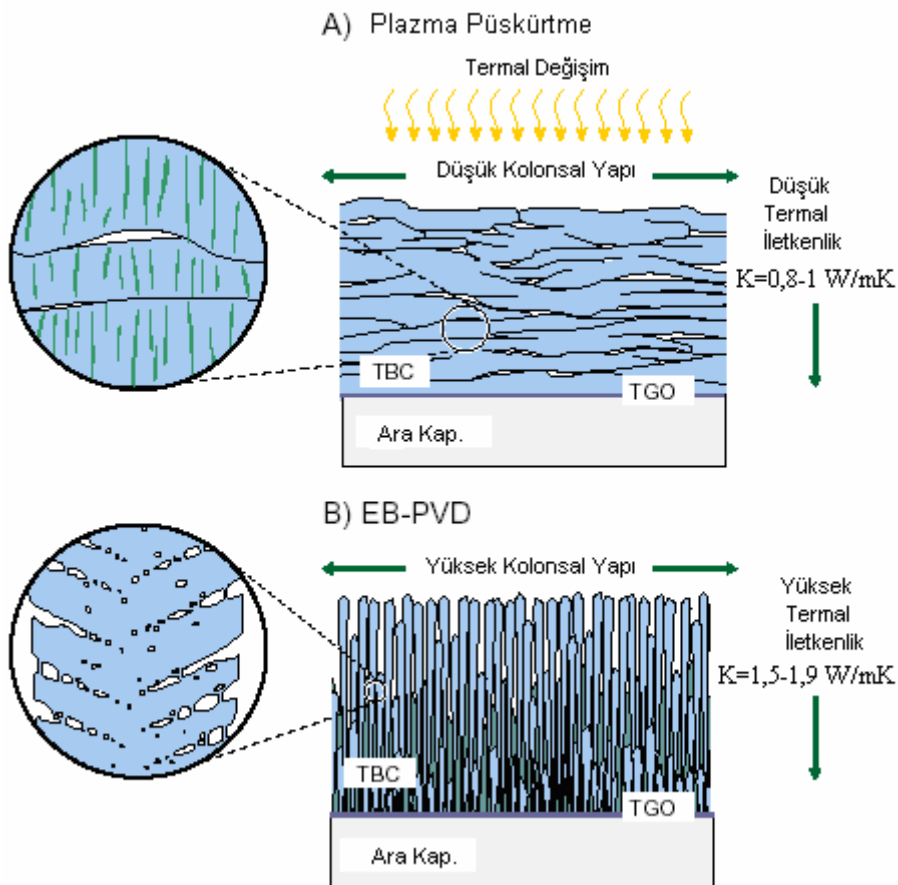 A) Plazma Püskürtme
Termal Değişim
Düşük Kolonsal Yapı
Düşük
Termal
İletkenlik
K=0,8-1 W/mK
TBC
TGO
Ara Kap.
B) EB-PVD
Yüksek Kolonsal Yapı
Yüksek
Termal
İletkenlik
K=1,5-1,9 W/mK
TBC
TGO
Ara Kap.